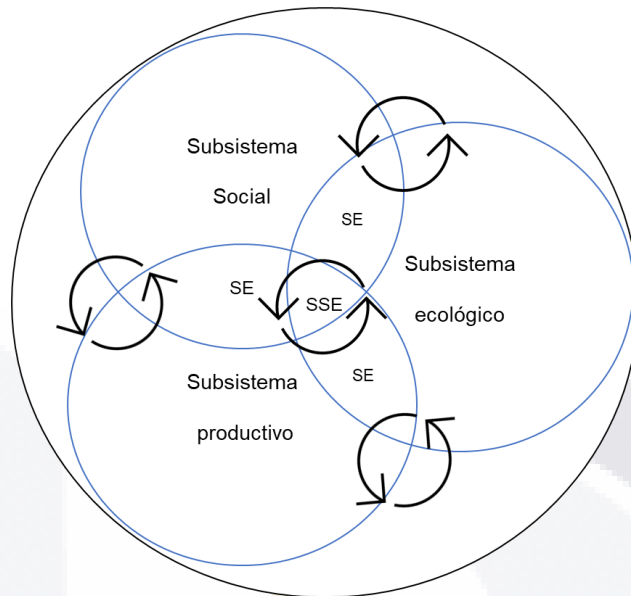 Subsistema
Social
SE
Subsistema
ecológico
SE
SSE
SE
Subsistema
productivo